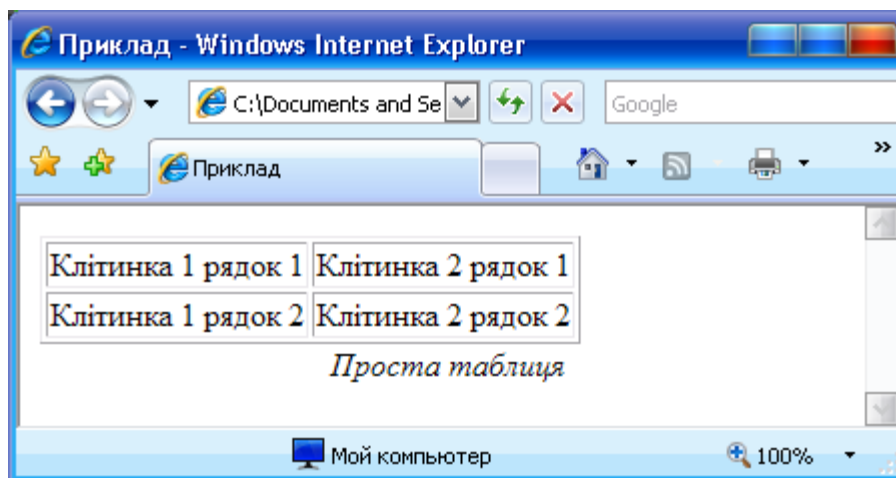 Приклад - Windows Internet Explorer
C:\Documents and Se
Google
Приклад
»
Клітинка 1 рядок 1 Клітинка 2 рядок 1
Клітинка 1 рядок 2 Клітинка 2 рядок 2
Проста таблиця
Мой компьютер
100%